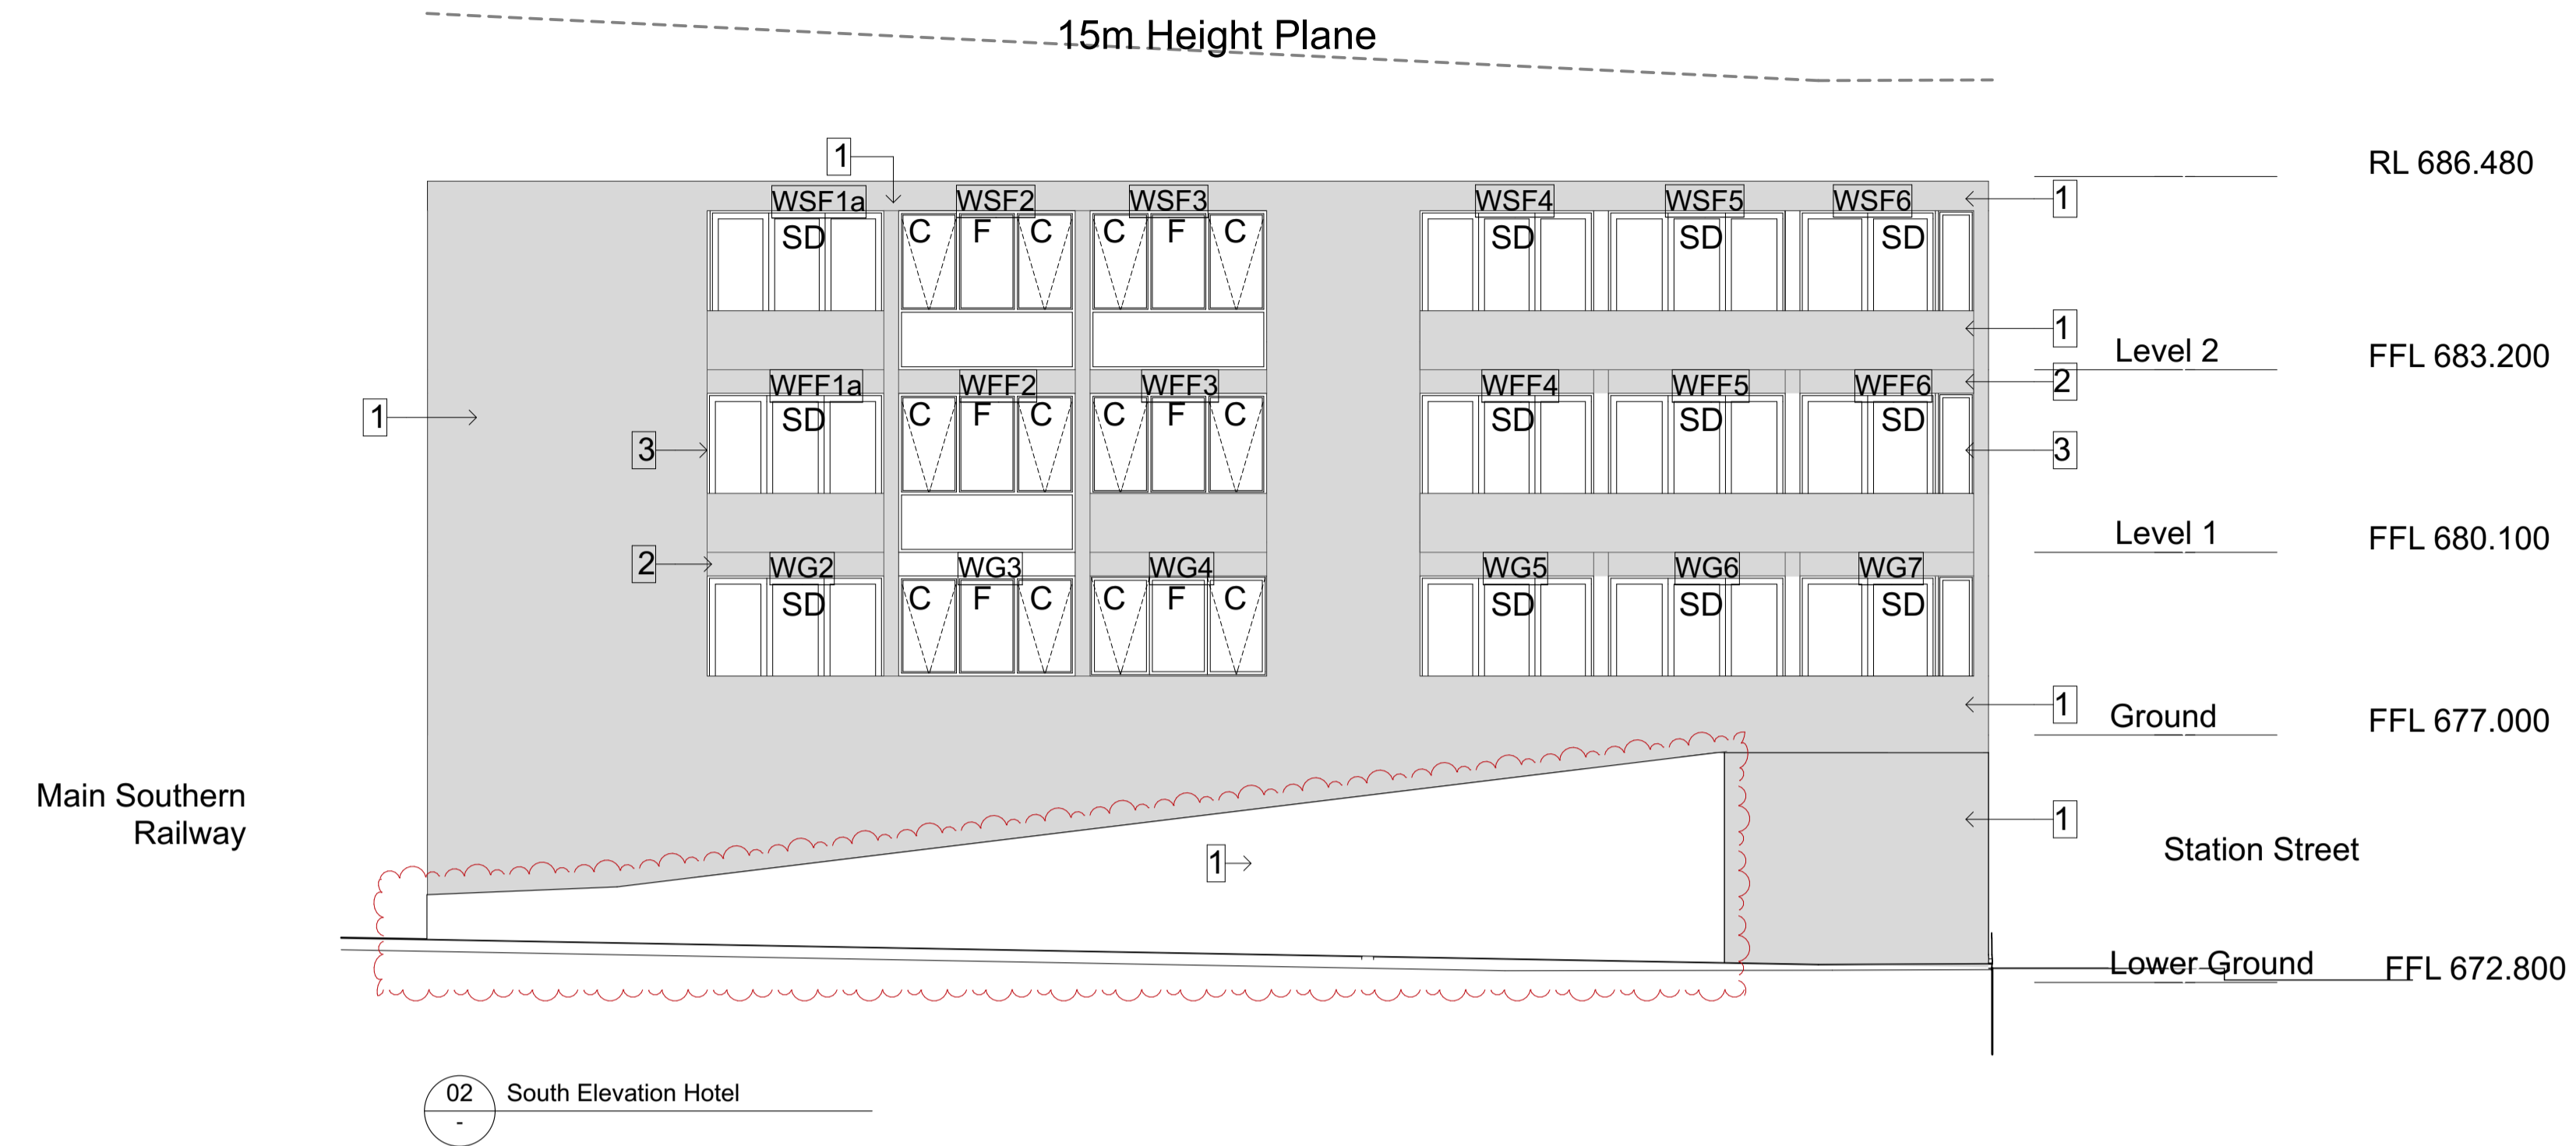 15m Height Plane
1
RL 686.480
WSF1a WSF2 WSF3 WSF4 WSF5 WSF6 1
SD C F C C F C SD SD SD
1
Level 2 FFL 683.200
WFF1a WFF2 WFF3 WFF4 WFF5 WFF6 2
1 SD C F C C F C SD SD SD
3 3
Level 1 FFL 680.100
2 WG2 WG3 WG4 WG5 WG6 WG7
SD C F C C F C SD SD SD
1 Ground FFL 677.000
Main Southern
Railway
1
Station Street
1
Lower Ground FFL 672.800
02 South Elevation Hotel
-